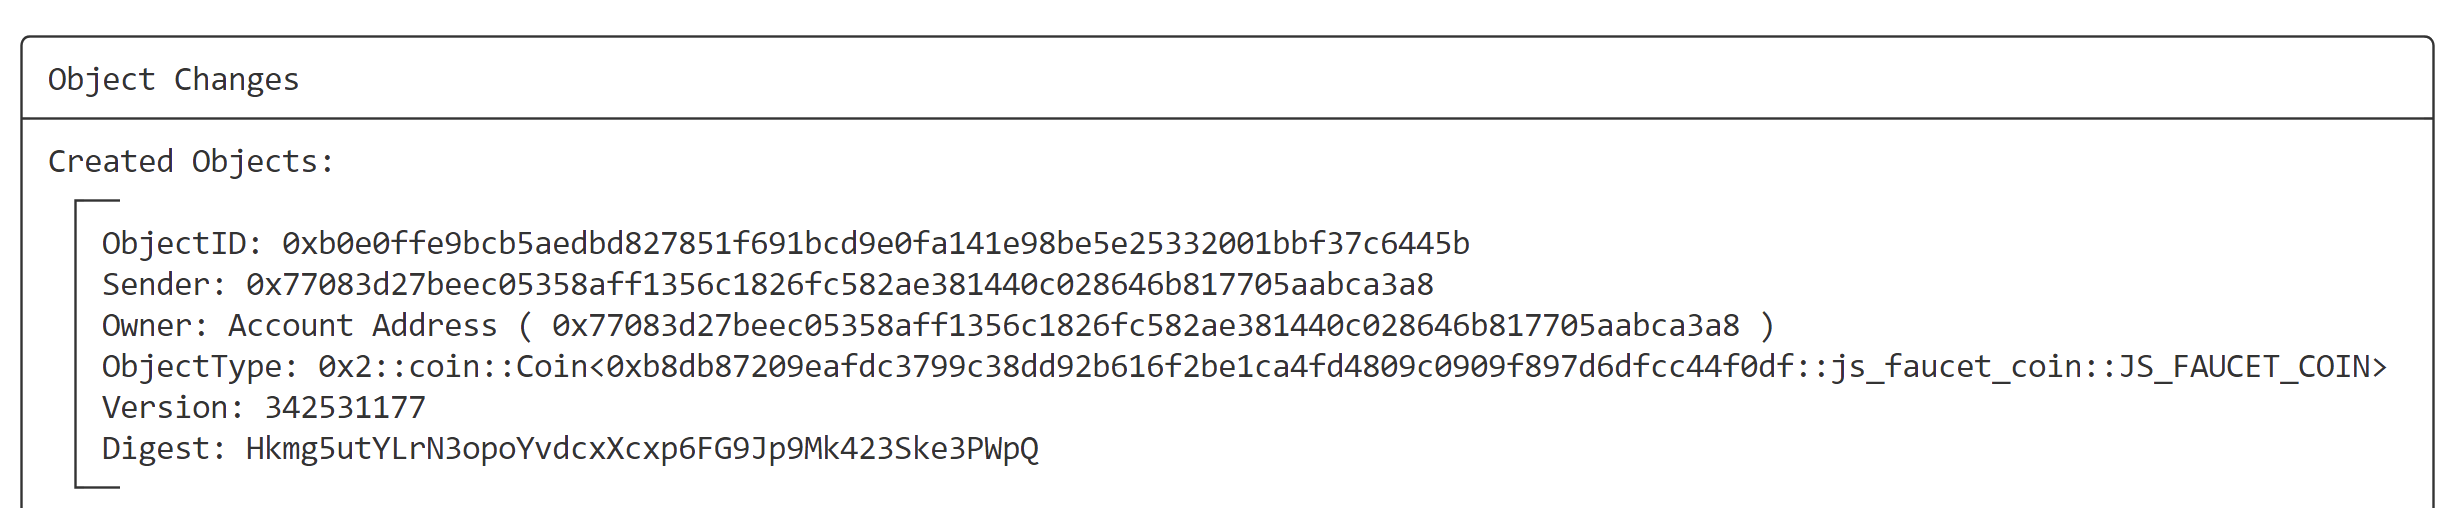 Object Changes
Created Objects:
ObjectID: 0xb0e0ffe9bcb5aedbd827851f691bcd9e0fa141e98be5e25332001bbf37c6445b
Sender: 0x77083d27beec05358aff1356c1826fc582ae381440c028646b817705aabca3a8
Owner: Account Address ( 0x77083d27beec05358aff1356c1826fc582ae381440c028646b817705aabca3a8 )
ObjectType: 0x2::coin::Coin<0xb8db87209eafdc3799c38dd92b616f2be1ca4fd4809c0909f897d6dfcc44f0df::js_faucet_coin::JS_FAUCET_COIN>
Version: 342531177
Digest: Hkmg5utYLrN3opoYvdcxXcxp6FG9Jp9Mk423Ske3PWpQ